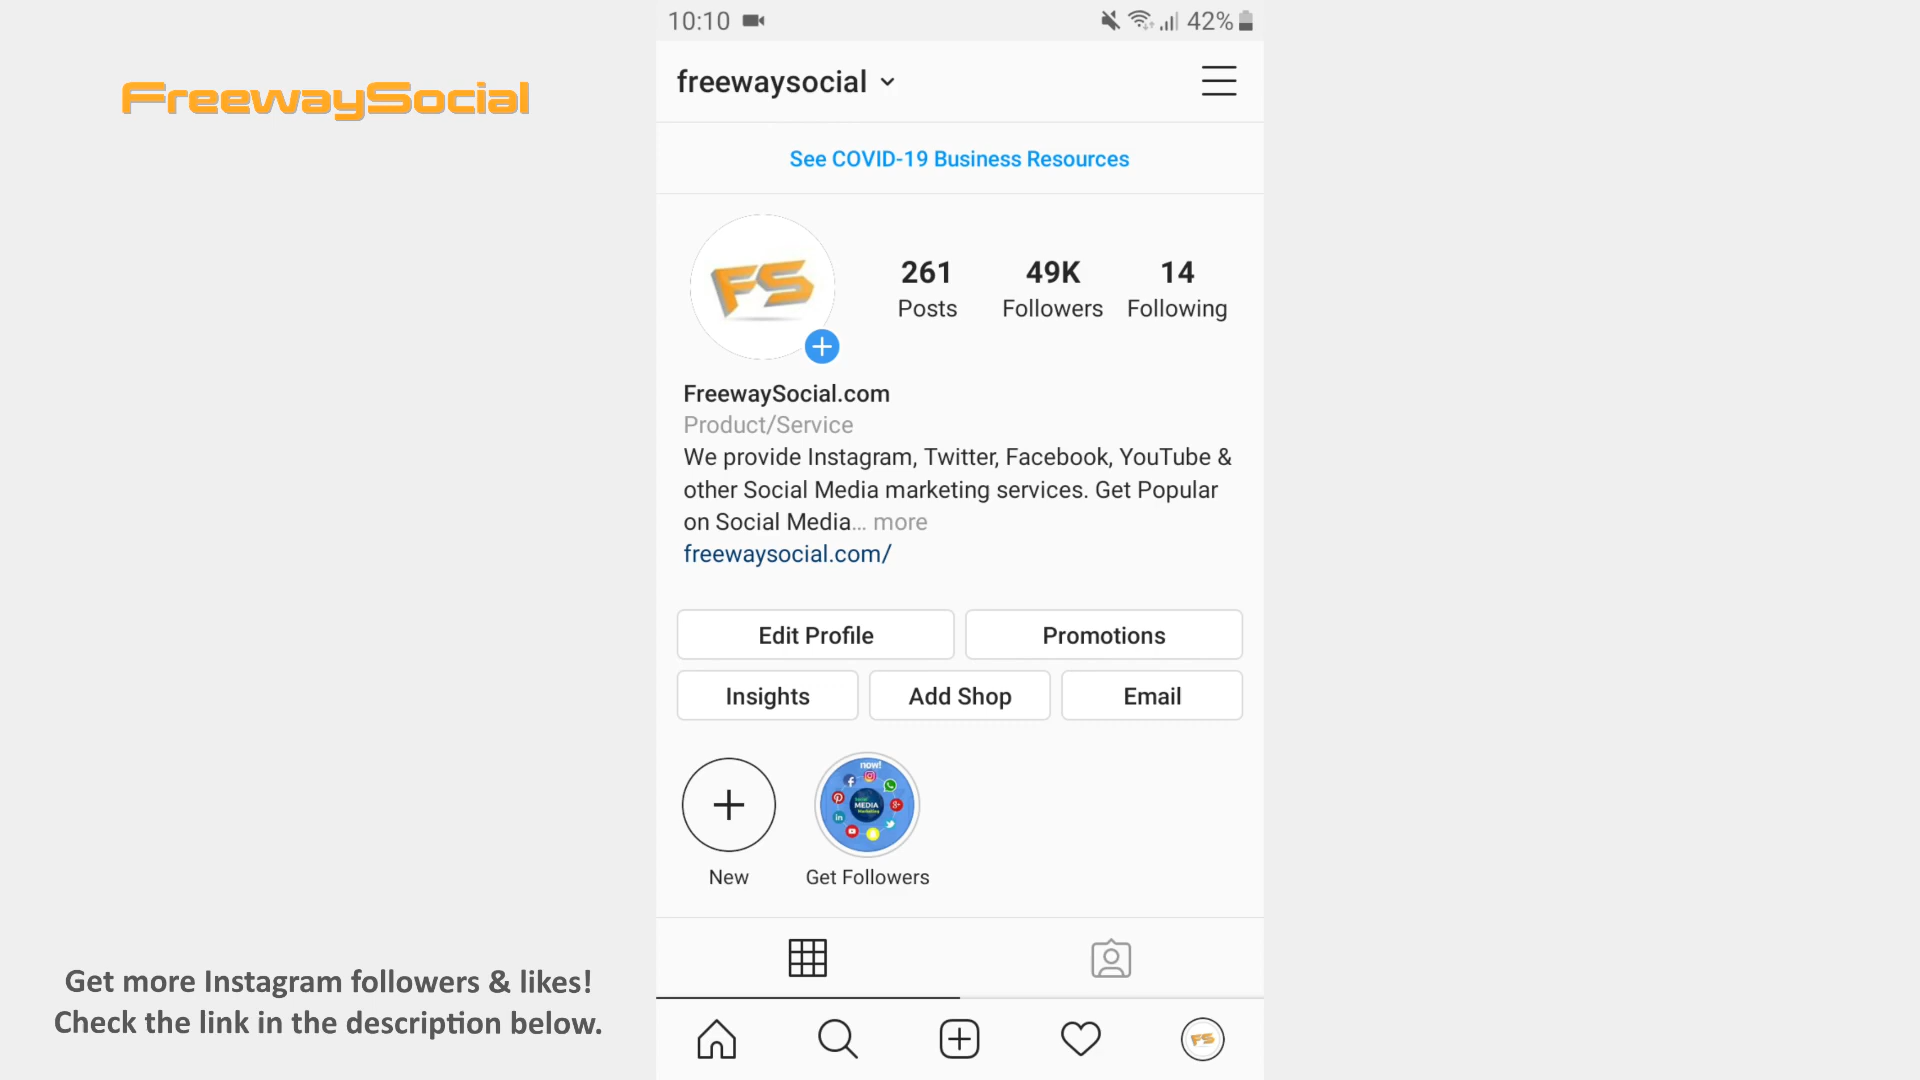 10:10
42%
FreewaySocial
freewaysocial
See COVID-19 Business Resources
FS
261
49K
14
Posts
Followers
Following
FreewaySocial.com
Product/Service
We provide Instagram, Twitter, Facebook, YouTube &
other Social Media marketing services. Get Popular
on Social Media... more
freewaysocial.com/
Edit Profile
Promotions
Insights
Add Shop
Email
now!
MEDIA
New
Get Followers
Get more Instagram followers & likes!
Check the link in the description below.
FS